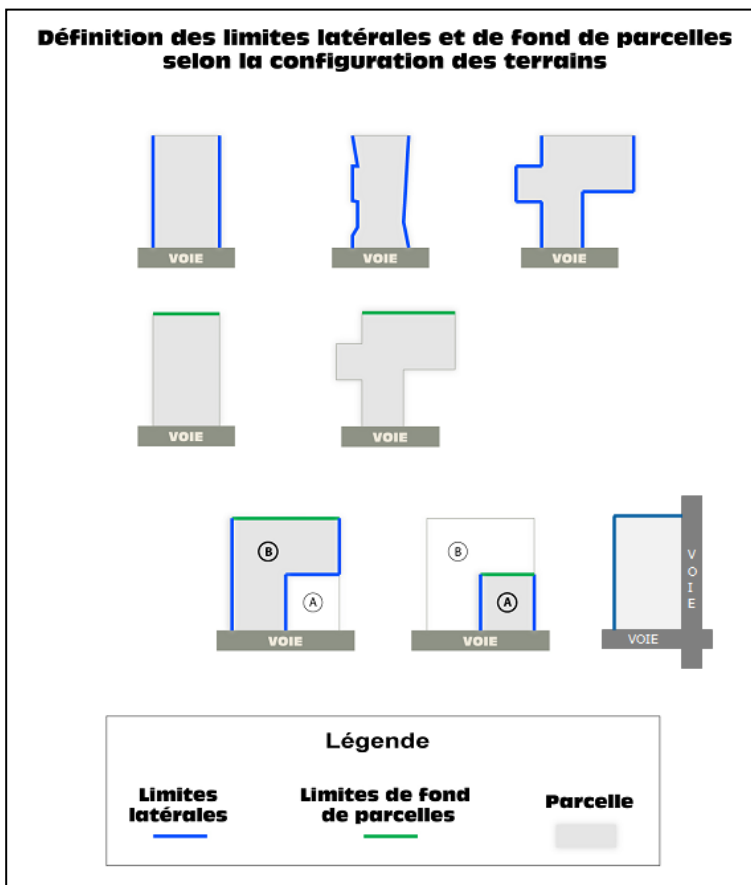 Définition des limites latérales et de fond de parcelles
selon la configuration des terrains
VOIE
VOIE
VOIE
VOIE
VOIE
B
A
VOIE
B
A
VOIE
VOIE
VOIE
Légende
Limites
latérales
Limites de fond
de parcelles
Parcelle